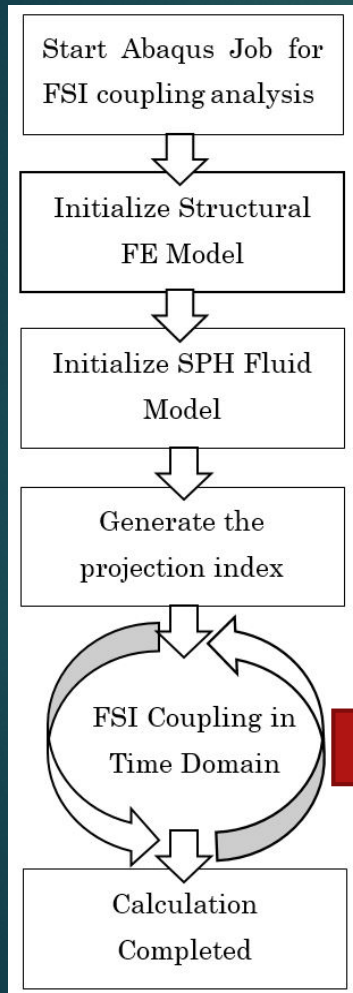 Start Abaqus Job for
FSI coupling analysis
Initialize Structural
FE Model
Initialize SPH Fluid
Model
Generate the
projection index
FSI Coupling in
Time Domain
Calculation
Completed